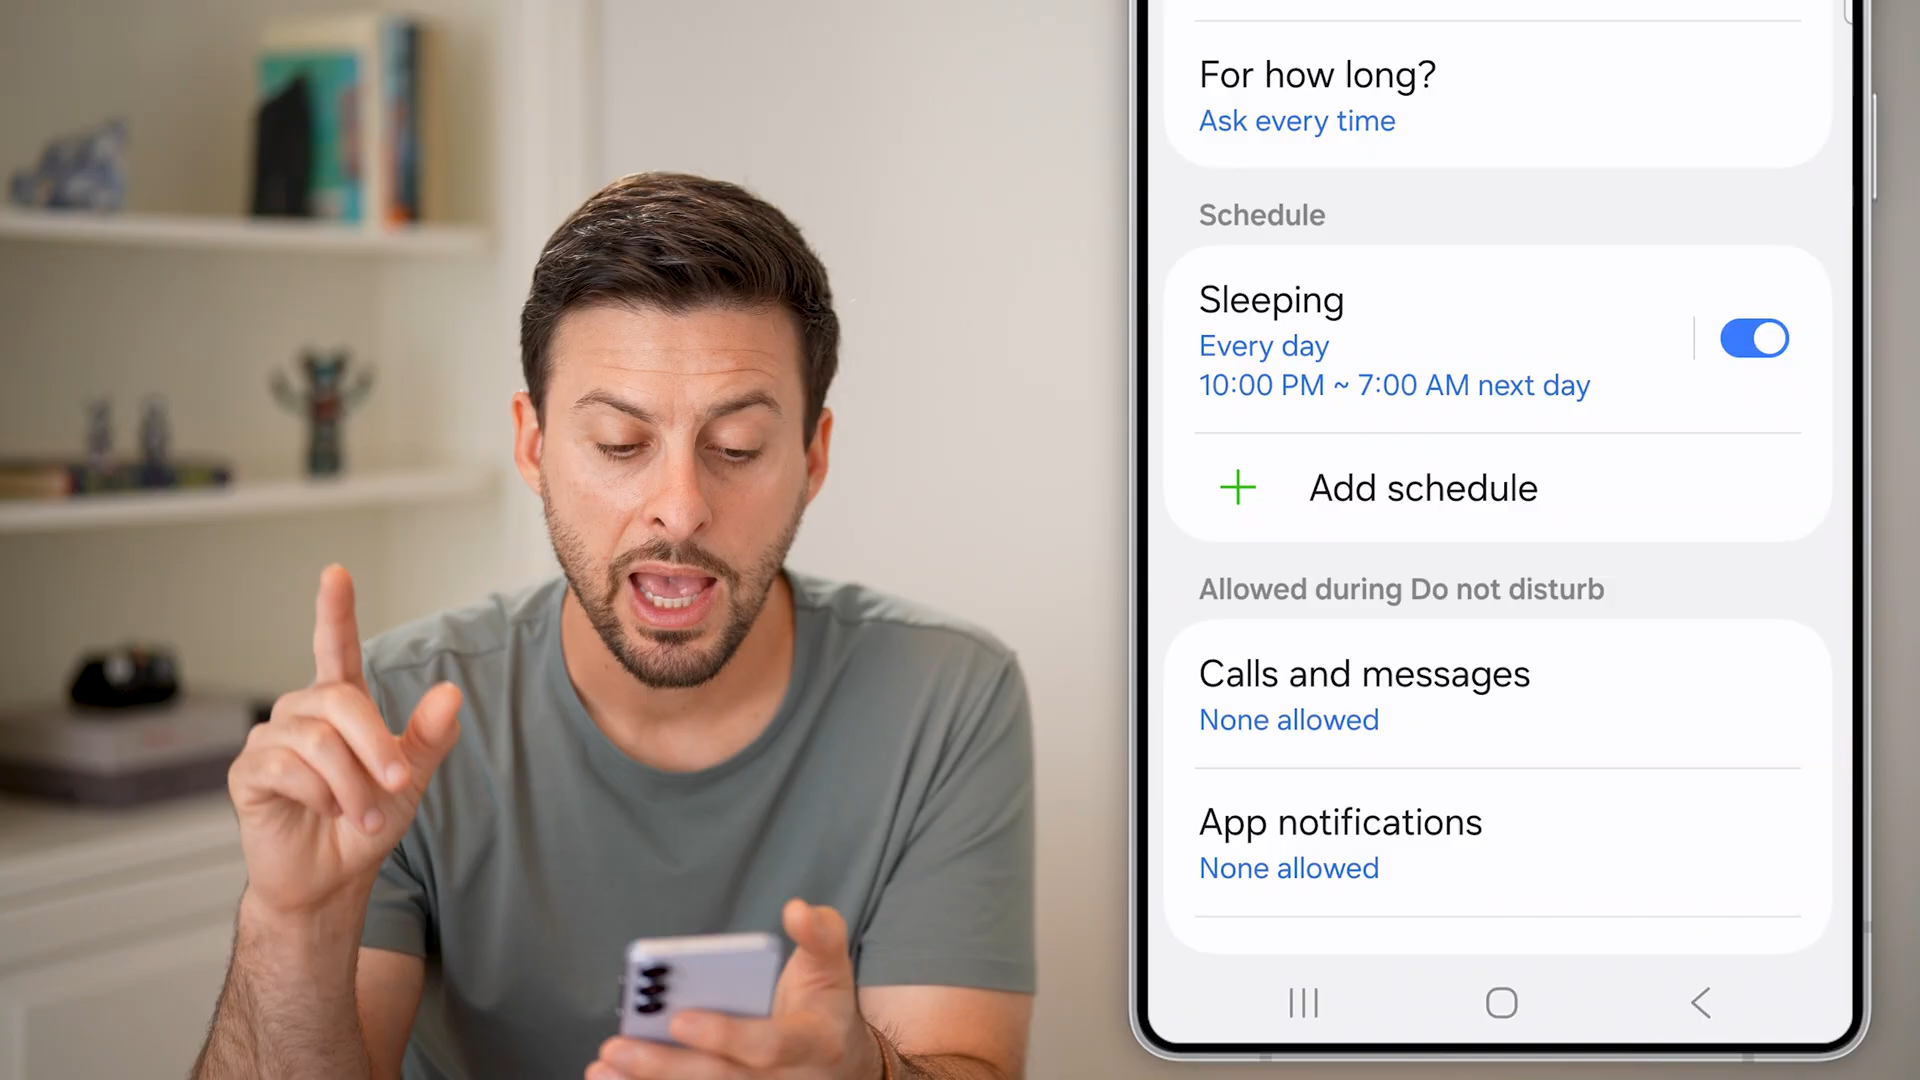 For how long?
Ask every time
Schedule
Sleeping
Every day
10:00 PM ~ 7:00 AM next day
Add schedule
Allowed during Do not disturb
Calls and messages
None allowed
App notifications
None allowed